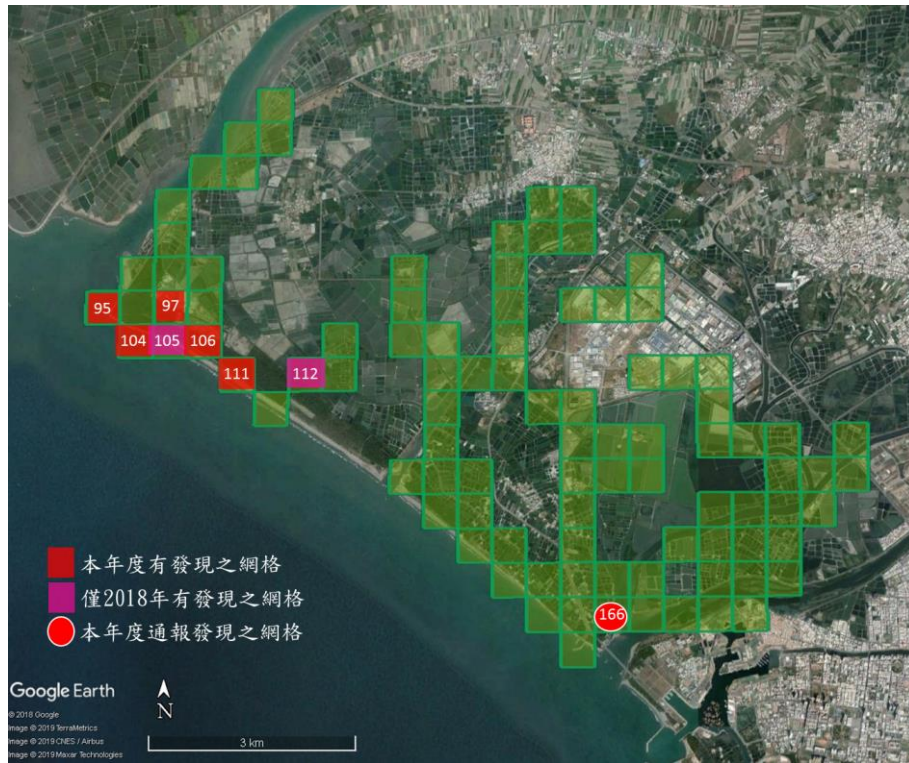 95
97
104
105
106
111
112
166
本年度有發現之網格
僅2018年有發現之網格
本年度通報發現之網格
Google Earth
N
© 2018 Google
Image © 2019 TerraMetrics
Image © 2019 CNES / Airbus
Image © 2019 Maxar Technologies
3 km